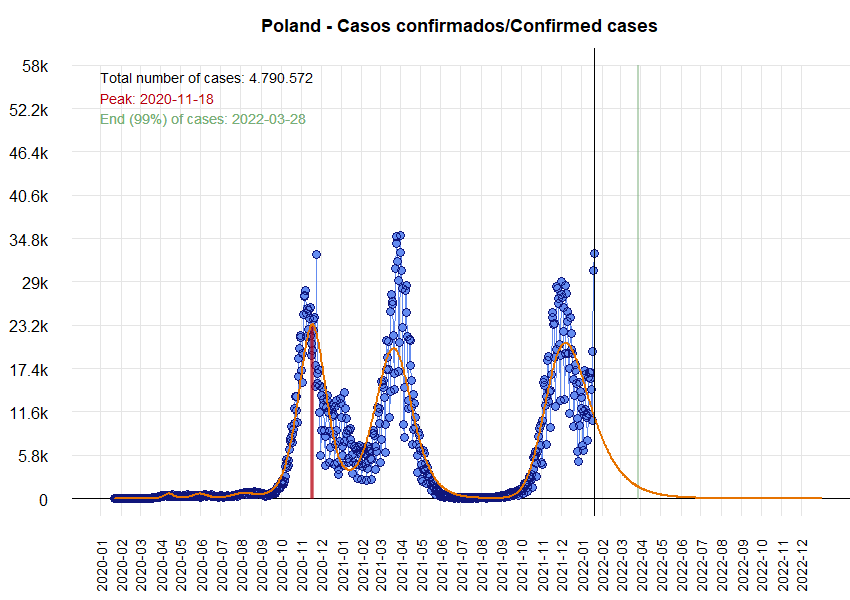 Poland - Casos confirmados/Confirmed cases
58k
Total number of cases: 4.790.572
Peak: 2020-11-18
End (99%) of cases: 2022-03-28
52.2k
46.4k
40.6k
34.8k
29k
23.2k
17.4k
11.6k
5.8k
0
2020-01
2020-02
2020-03
2020-04
2020-05
2020-06
2020-07
2020-08
2020-09
2020-10
2020-11
2020-12
2021-01
2021-02
2021-03
2021-04
2021-05
2021-06
2021-07
2021-08
2021-09
2021-10
2021-11
2021-12
2022-01
2022-02
2022-03
2022-04
2022-05
2022-06
2022-07
2022-08
2022-09
2022-10
2022-11
2022-12